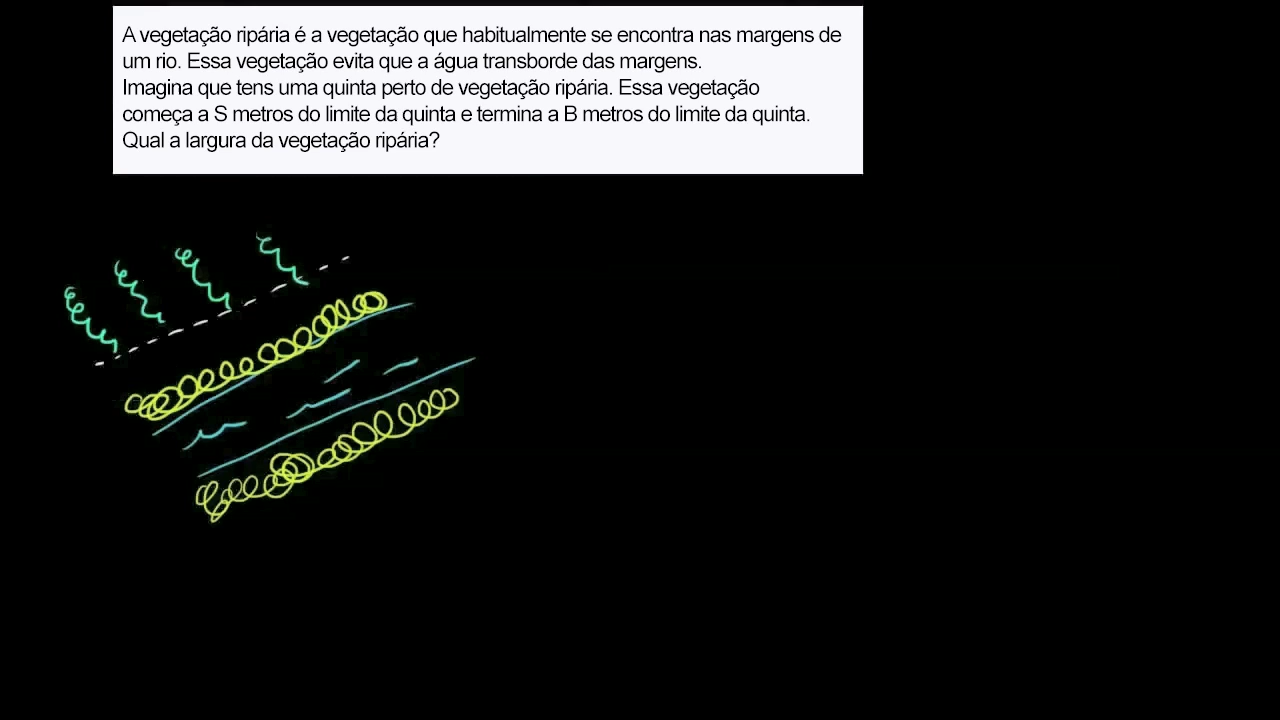 A vegetação ripária é a vegetação que habitualmente se encontra nas margens de
um rio. Essa vegetação evita que a água transborde das margens.
Imagina que tens uma quinta perto de vegetação ripária. Essa vegetação
começa a S metros do limite da quinta e termina a B metros do limite da quinta.
Qual a largura da vegetação ripária?